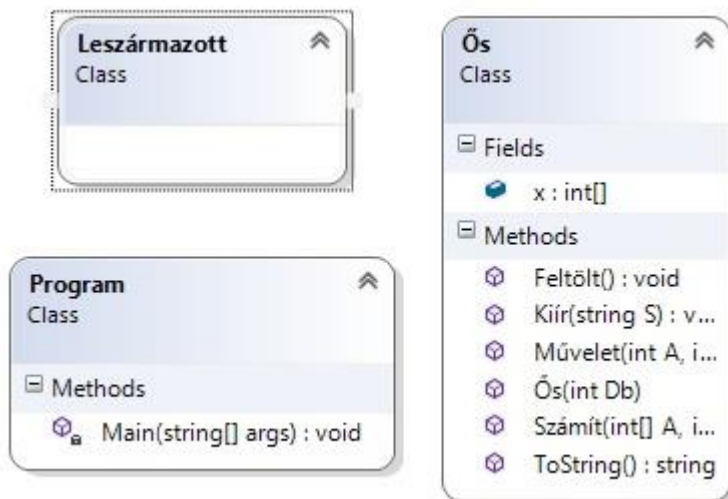 Leszármazott
Class
Program
Class
Methods
Main(string[] args) : void
Ős
Class
Fields
x : int[]
Methods
Feltölt() : void
Kiír(string S) : v...
Művelet(int A, i...
Ős(int Db)
Számít(int[] A, i...
ToString() : string